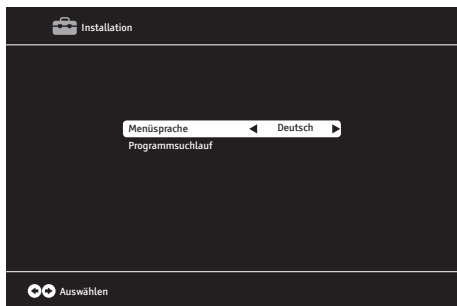 Installation
Menüsprache Deutsch
Programmsuchlauf
Auswählen